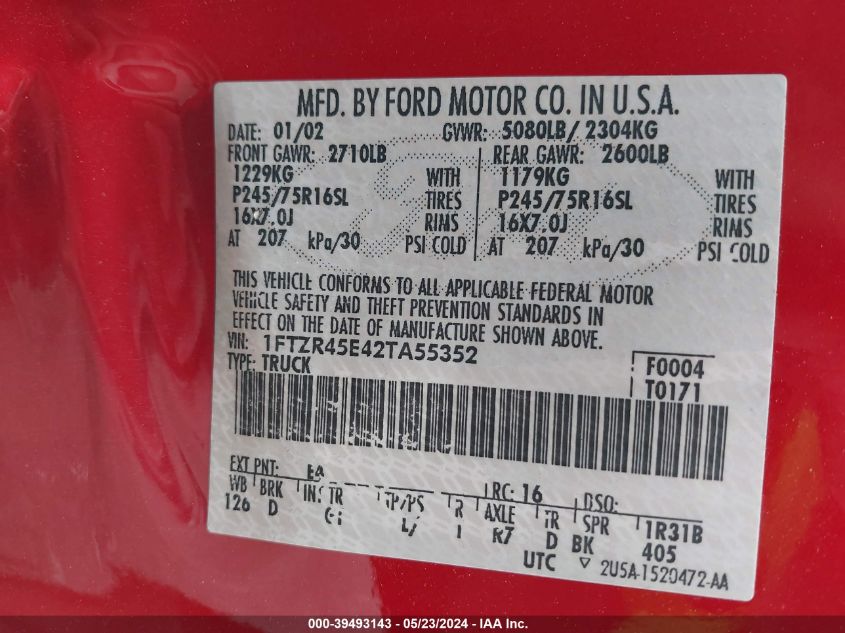 MFD. BY FORD MOTOR CO. IN U.S.A.
DATE: 01/02 GVWR: 5080LB/ 2304KG
FRONT GAWR: 2710LB REAR GAWR: 2600LB
1229KG WITH 1179KG WITH
P245/75R16SL TIRES P245/75R16SL TIRES
16X7.0J RIMS 16X7.0J RIMS
AT 207 kPa/30 PSI COLD AT 207 kPa/30 PSI COLD
THIS VEHICLE CONFORMS TO ALL APPLICABLE FEDERAL MOTOR
VEHICLE SAFETY AND THEFT PREVENTION STANDARDS IN
EFFECT ON THE DATE OF MANUFACTURE SHOWN ABOVE.
VIN: 1FTZR45E42TA55352
TYPE: TRUCK F0004
T0171
EXT PNT: RC: 16 DSO:
WB BRK TR TP/PS R AXLE TR SPR 1R31B
126 D I R7 D BK 405
UTC ▽ 2U5A-1520472-AA
000-39493143 - 05/23/2024 - IAA Inc.